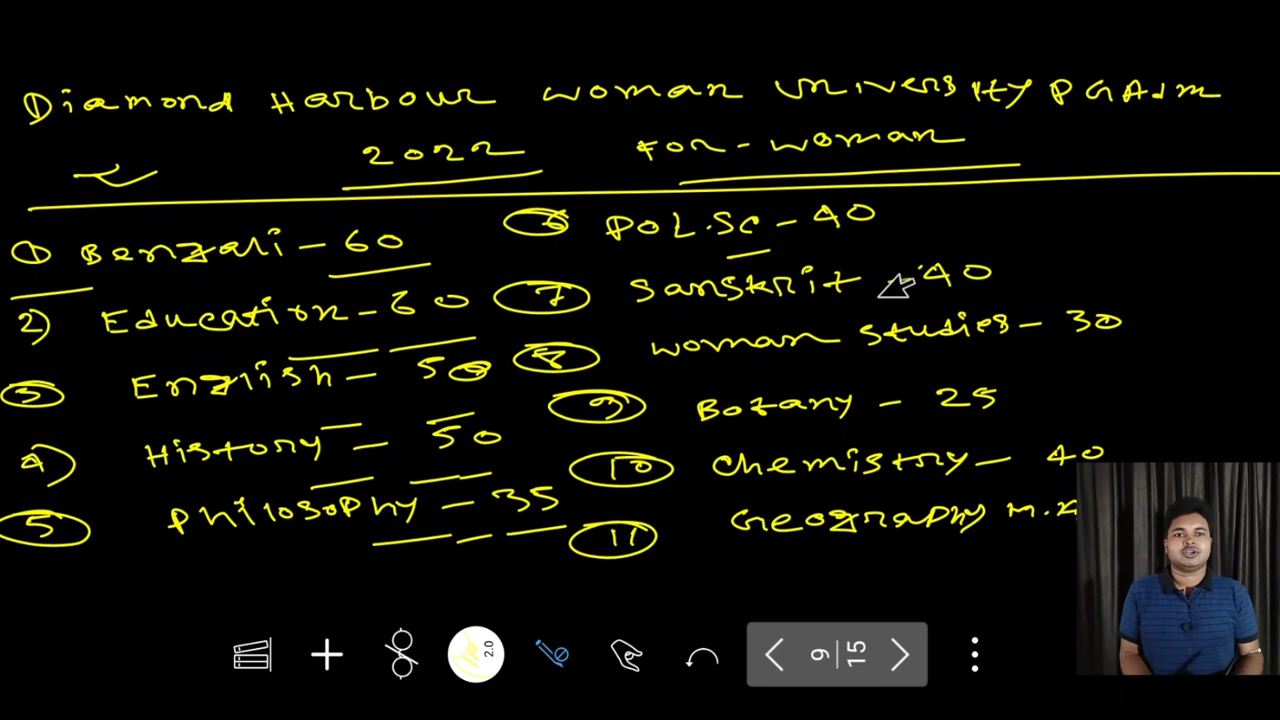 Diamond Harbour woman university PG Adm
2022 For-woman
1) Bengali - 60
2) Education - 60
3) English - 50
4) History - 50
5) Philosophy - 35
6) POL.SC - 40
7) Sanskrit - 40
8) woman studies - 30
9) Botany - 25
10) chemistry - 40
11) Geography
2.0
9 | 15